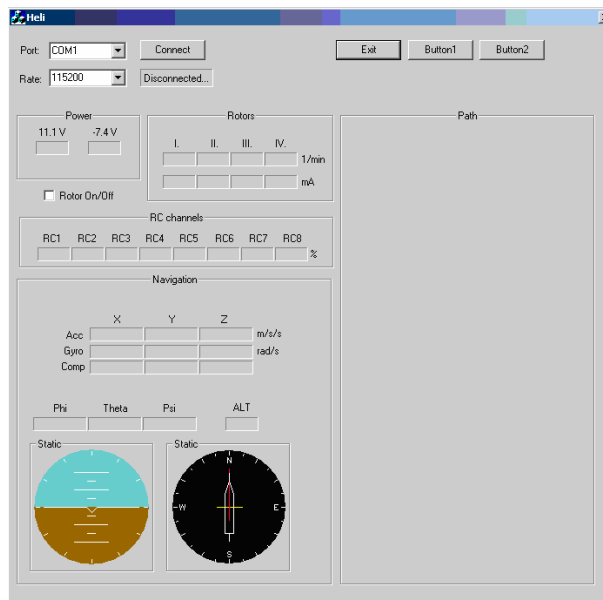 Heli
Port: COM1 Connect Exit Button1 Button2
Rate: 115200 Disconnected...
Power Rotors Path
11.1 V -7.4 V
I. II. III. IV.
1/min
mA
Rotor On/Off
RC channels
RC1 RC2 RC3 RC4 RC5 RC6 RC7 RC8
%
Navigation
X Y Z
Acc m/s/s
Gyro rad/s
Comp
Phi Theta Psi ALT
Static Static
N
W E
S